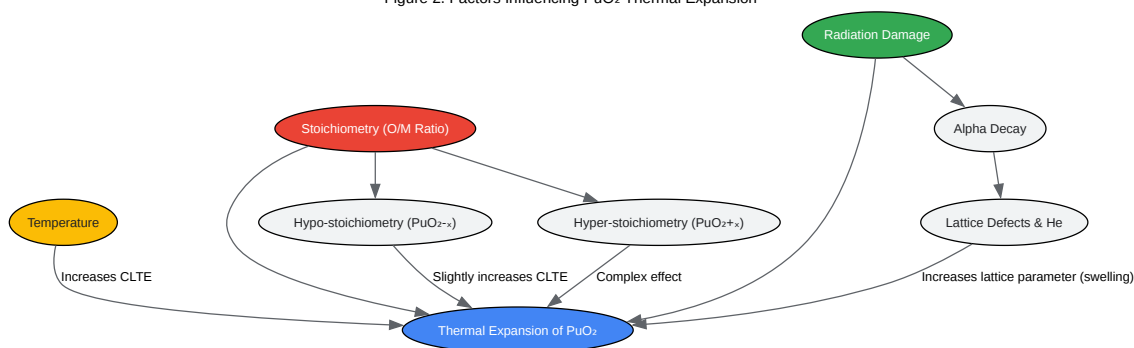 Figure 2: Factors Influencing PuO₂ Thermal Expansion
Radiation Damage
Stoichiometry (O/M Ratio)
Alpha Decay
Temperature
Hypo-stoichiometry (PuO₂-ₓ)
Hyper-stoichiometry (PuO₂+ₓ)
Lattice Defects & He
Increases CLTE
Slightly increases CLTE
Complex effect
Increases lattice parameter (swelling)
Thermal Expansion of PuO₂